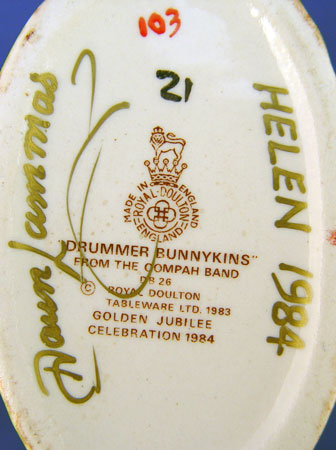 103
21
MADE IN ENGLAND
ROYAL DOULTON
ENGLAND
"DRUMMER BUNNYKINS"
FROM THE OOMPAH BAND
DB 26
© ROYAL DOULTON
TABLEWARE LTD. 1983
GOLDEN JUBILEE
CELEBRATION 1984
HELEN 1984